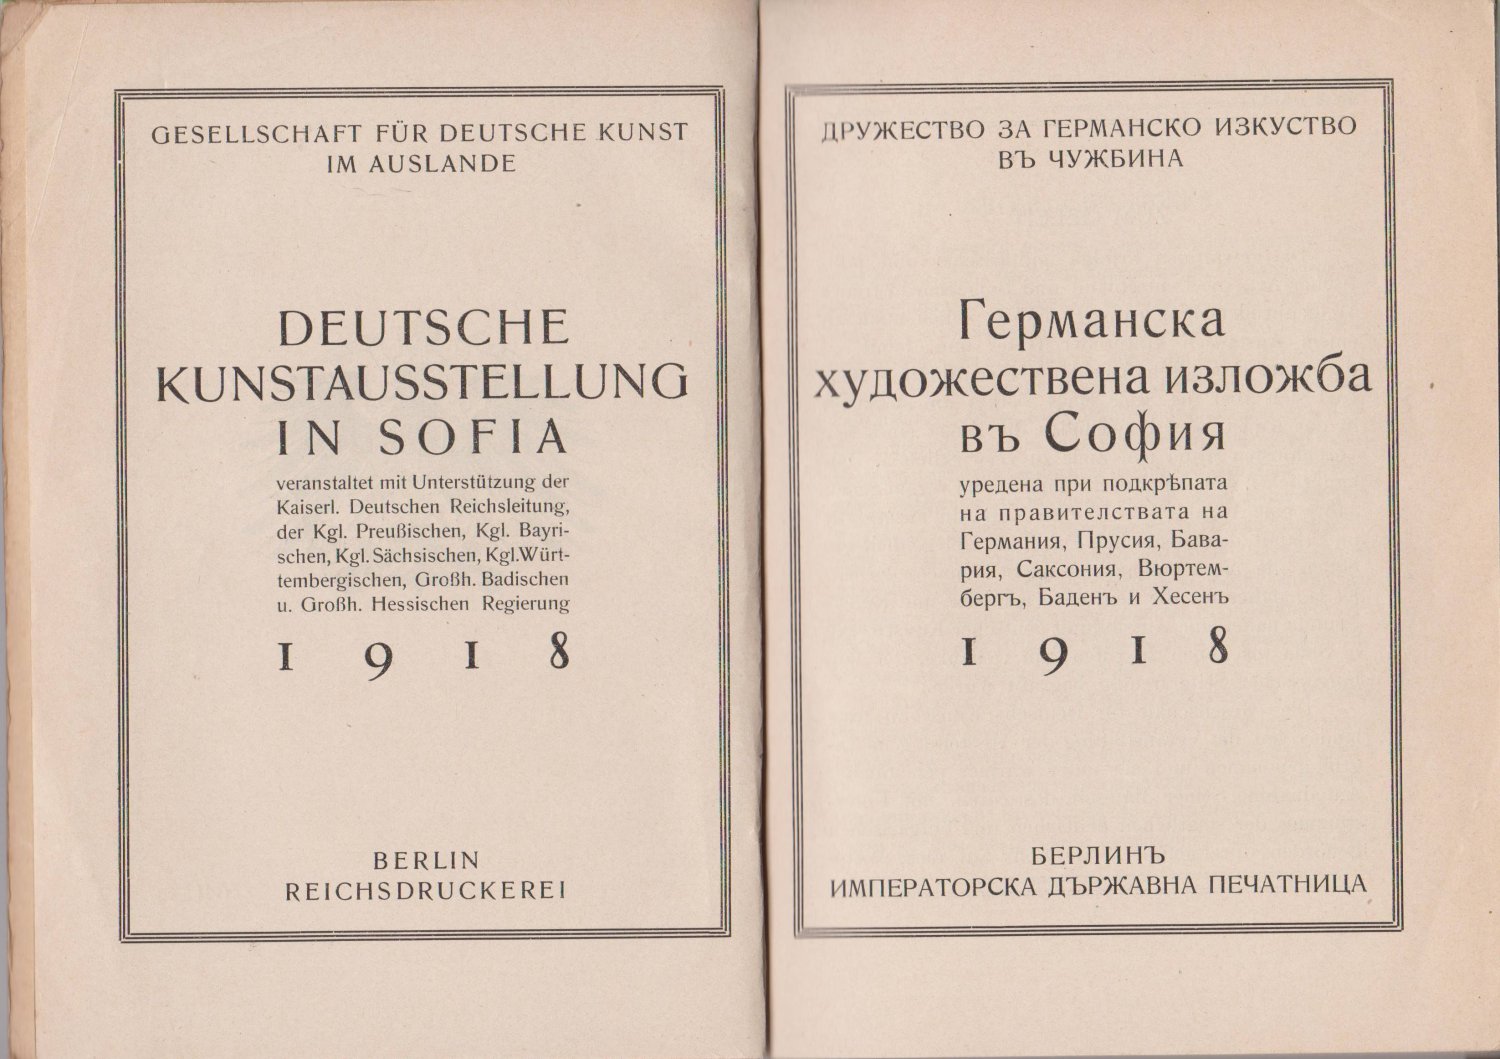 GESELLSCHAFT FÜR DEUTSCHE KUNST
IM AUSLANDE
DEUTSCHE
KUNSTAUSSTELLUNG
IN SOFIA
veranstaltet mit Unterstützung der
Kaiserl. Deutschen Reichsleitung,
der Kgl. Preußischen, Kgl. Bayri-
schen, Kgl. Sächsischen, Kgl. Würt-
tembergischen, Großh. Badischen
u. Großh. Hessischen Regierung
1918
BERLIN
REICHSDRUCKEREI
ДРУЖЕСТВО ЗА ГЕРМАНСКО ИЗКУСТВО
ВЪ ЧУЖБИНА
Германска
художествена изложба
въ София
уредена при подкрѣпата
на правителствата на
Германия, Прусия, Бава-
рия, Саксония, Вюртем-
бергъ, Баденъ и Хесенъ
1918
БЕРЛИНЪ
ИМПЕРАТОРСКА ДЪРЖАВНА ПЕЧАТНИЦА